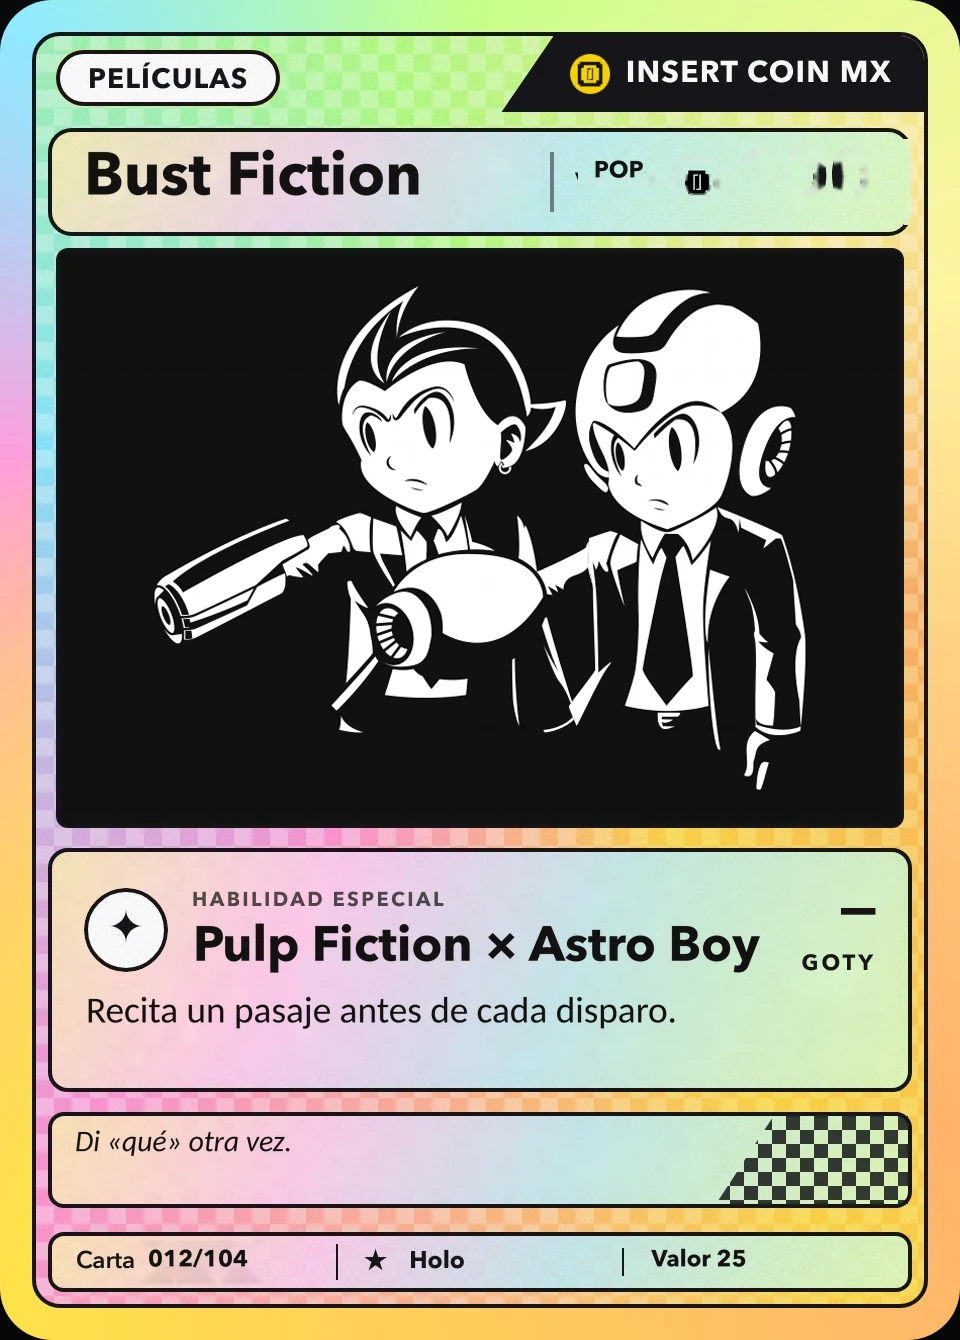 PELÍCULAS
INSERT COIN MX
Bust Fiction
POP
HABILIDAD ESPECIAL
Pulp Fiction × Astro Boy
GOTY
Recita un pasaje antes de cada disparo.
Di «qué» otra vez.
Carta 012/104
★ Holo
Valor 25